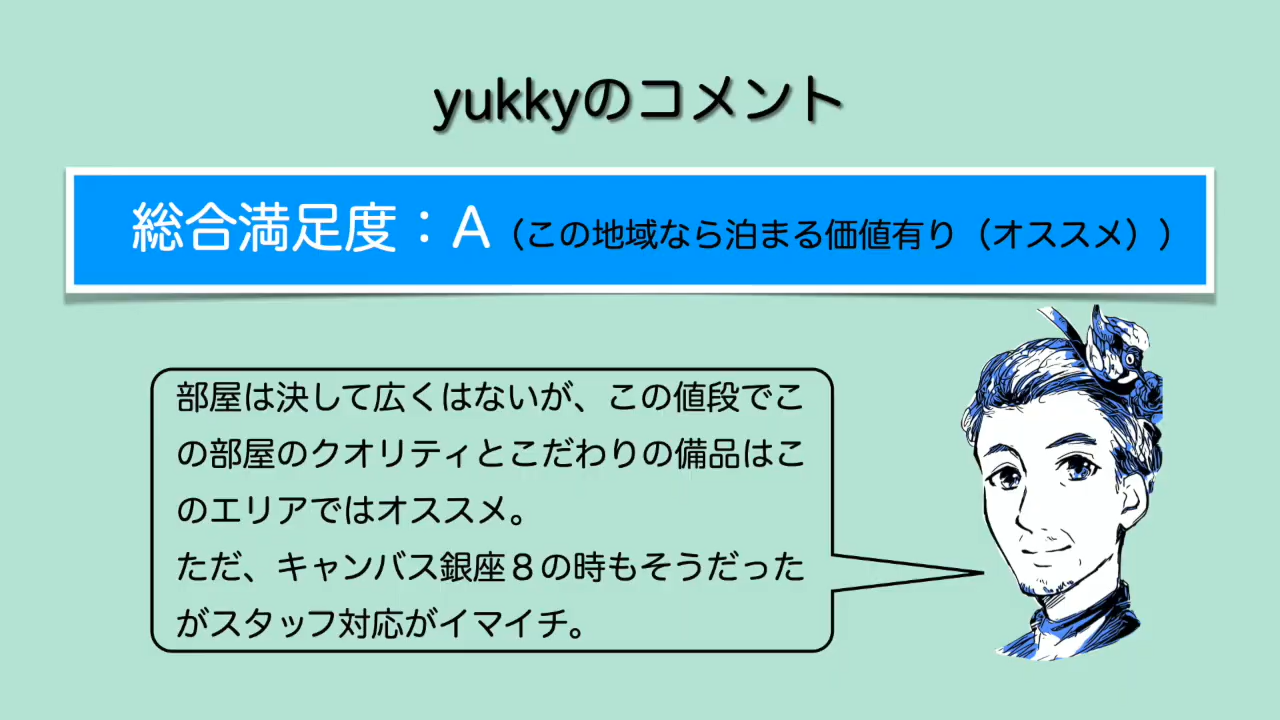 yukkyのコメント
総合満足度：A（この地域なら泊まる価値有り（オススメ））
部屋は決して広くはないが、この値段でこ
の部屋のクオリティとこだわりの備品はこ
のエリアではオススメ。
ただ、キャンバス銀座８の時もそうだった
がスタッフ対応がイマイチ。